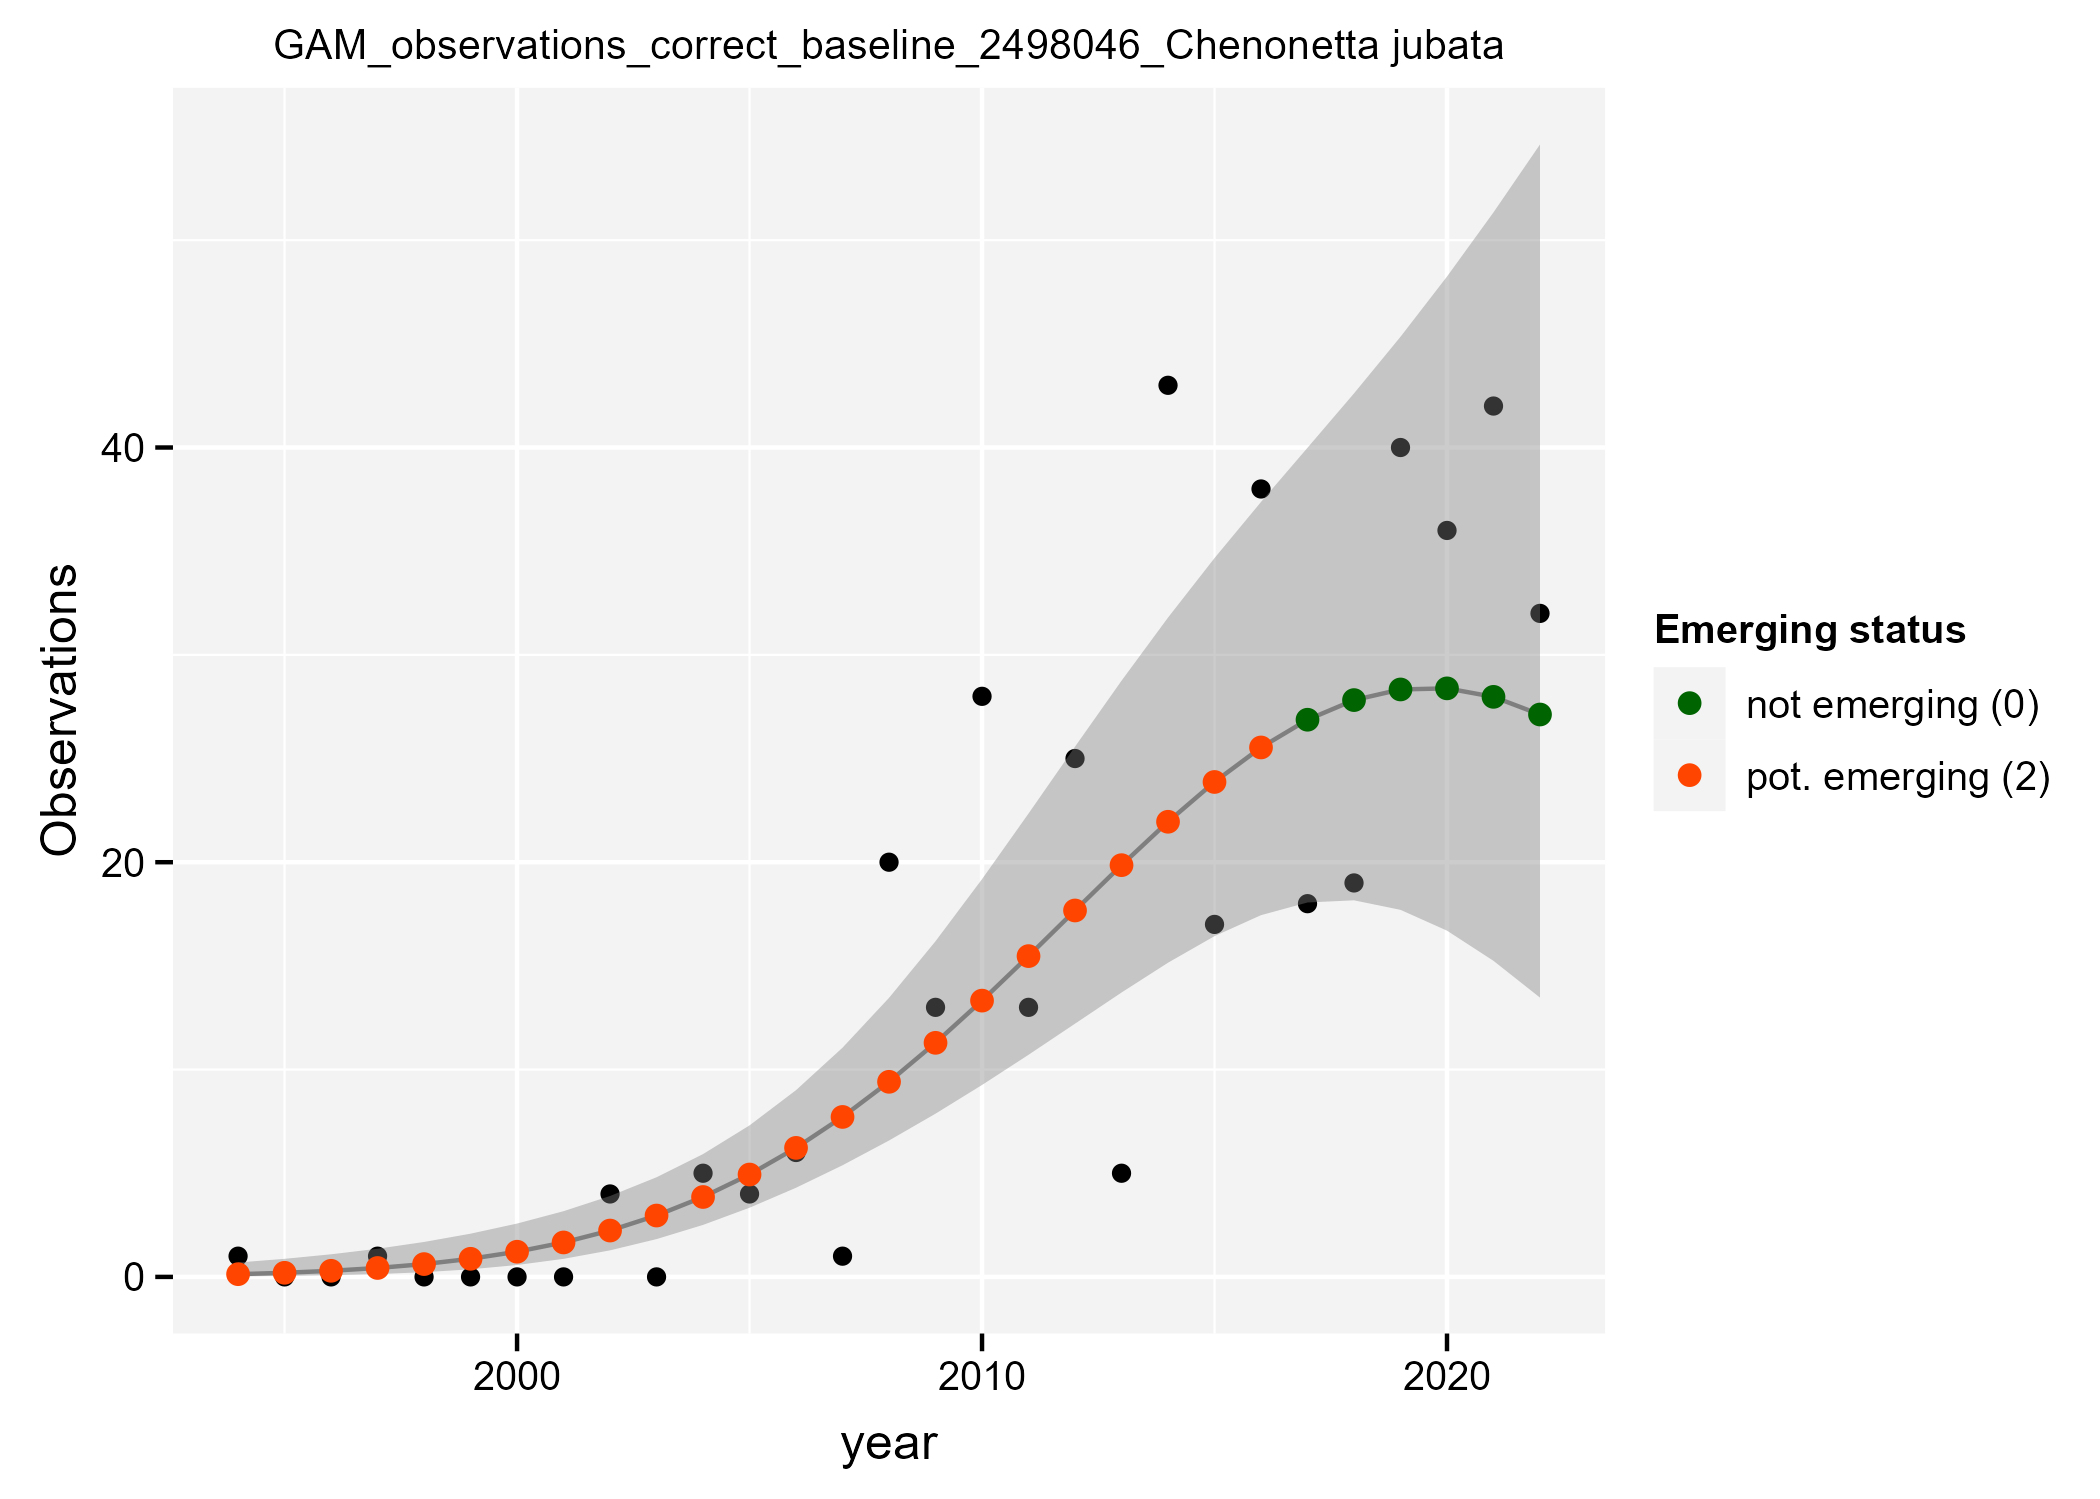 GAM_observations_correct_baseline_2498046_Chenonetta jubata
Observations
40
20
0
2000
2010
2020
year
Emerging status
not emerging (0)
pot. emerging (2)